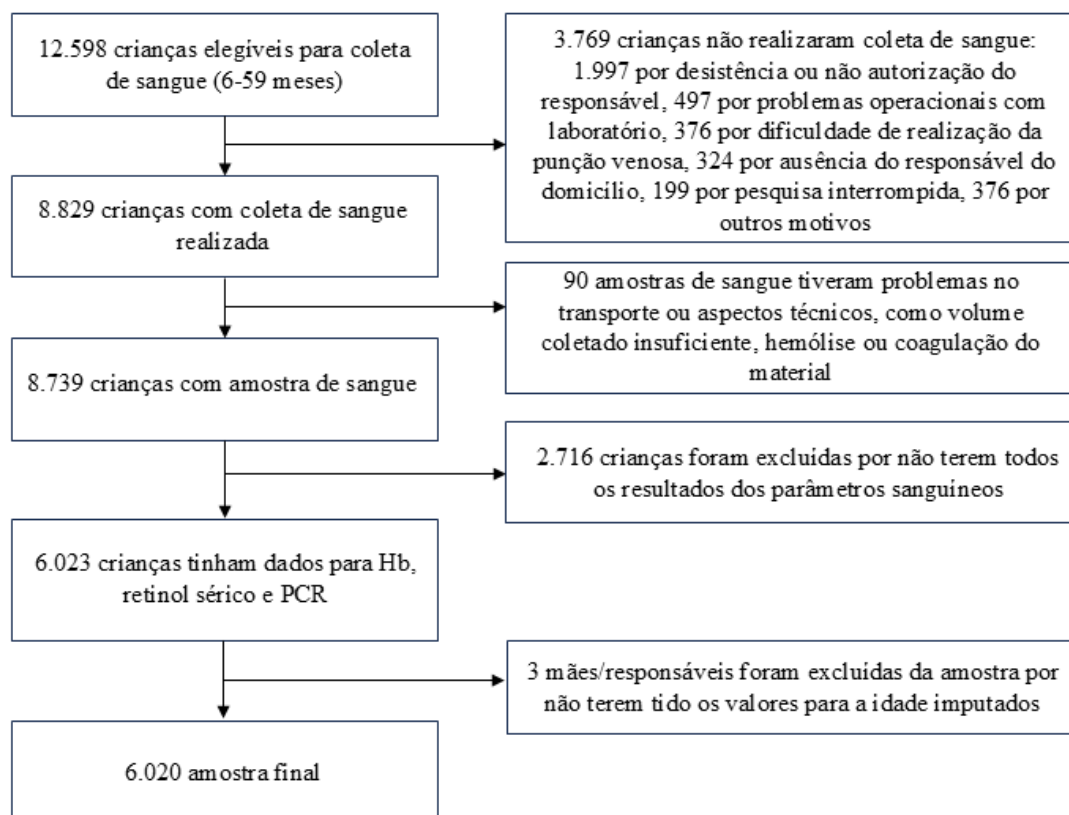 12.598 crianças elegíveis para coleta
de sangue (6-59 meses)
3.769 crianças não realizaram coleta de sangue:
1.997 por desistência ou não autorização do
responsável, 497 por problemas operacionais com
laboratório, 376 por dificuldade de realização da
punção venosa, 324 por ausência do responsável do
domicílio, 199 por pesquisa interrompida, 376 por
outros motivos
8.829 crianças com coleta de sangue
realizada
90 amostras de sangue tiveram problemas no
transporte ou aspectos técnicos, como volume
coletado insuficiente, hemólise ou coagulação do
material
8.739 crianças com amostra de sangue
2.716 crianças foram excluídas por não terem todos
os resultados dos parâmetros sanguíneos
6.023 crianças tinham dados para Hb,
retinol sérico e PCR
3 mães/responsáveis foram excluidas da amostra por
não terem tido os valores para a idade imputados
6.020 amostra final